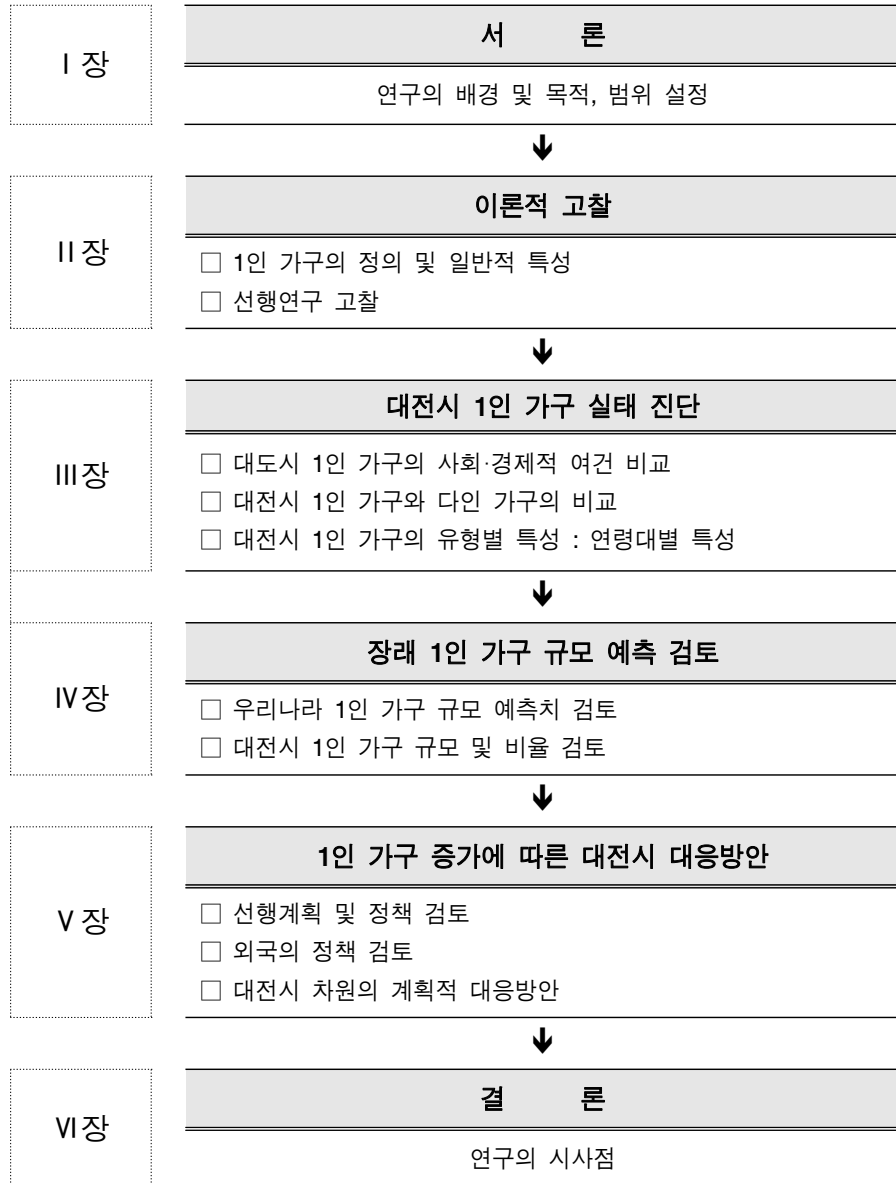 Ⅰ장
서 론
연구의 배경 및 목적, 범위 설정
🡫
Ⅱ장
이론적 고찰
□ 1인 가구의 정의 및 일반적 특성
□ 선행연구 고찰
🡫
Ⅲ장
대전시 1인 가구 실태 진단
□ 대도시 1인 가구의 사회·경제적 여건 비교
□ 대전시 1인 가구와 다인 가구의 비교
□ 대전시 1인 가구의 유형별 특성 : 연령대별 특성
🡫
Ⅳ장
장래 1인 가구 규모 예측 검토
□ 우리나라 1인 가구 규모 예측치 검토
□ 대전시 1인 가구 규모 및 비율 검토
🡫
Ⅴ장
1인 가구 증가에 따른 대전시 대응방안
□ 선행계획 및 정책 검토
□ 외국의 정책 검토
□ 대전시 차원의 계획적 대응방안
🡫
Ⅵ장
결 론
연구의 시사점